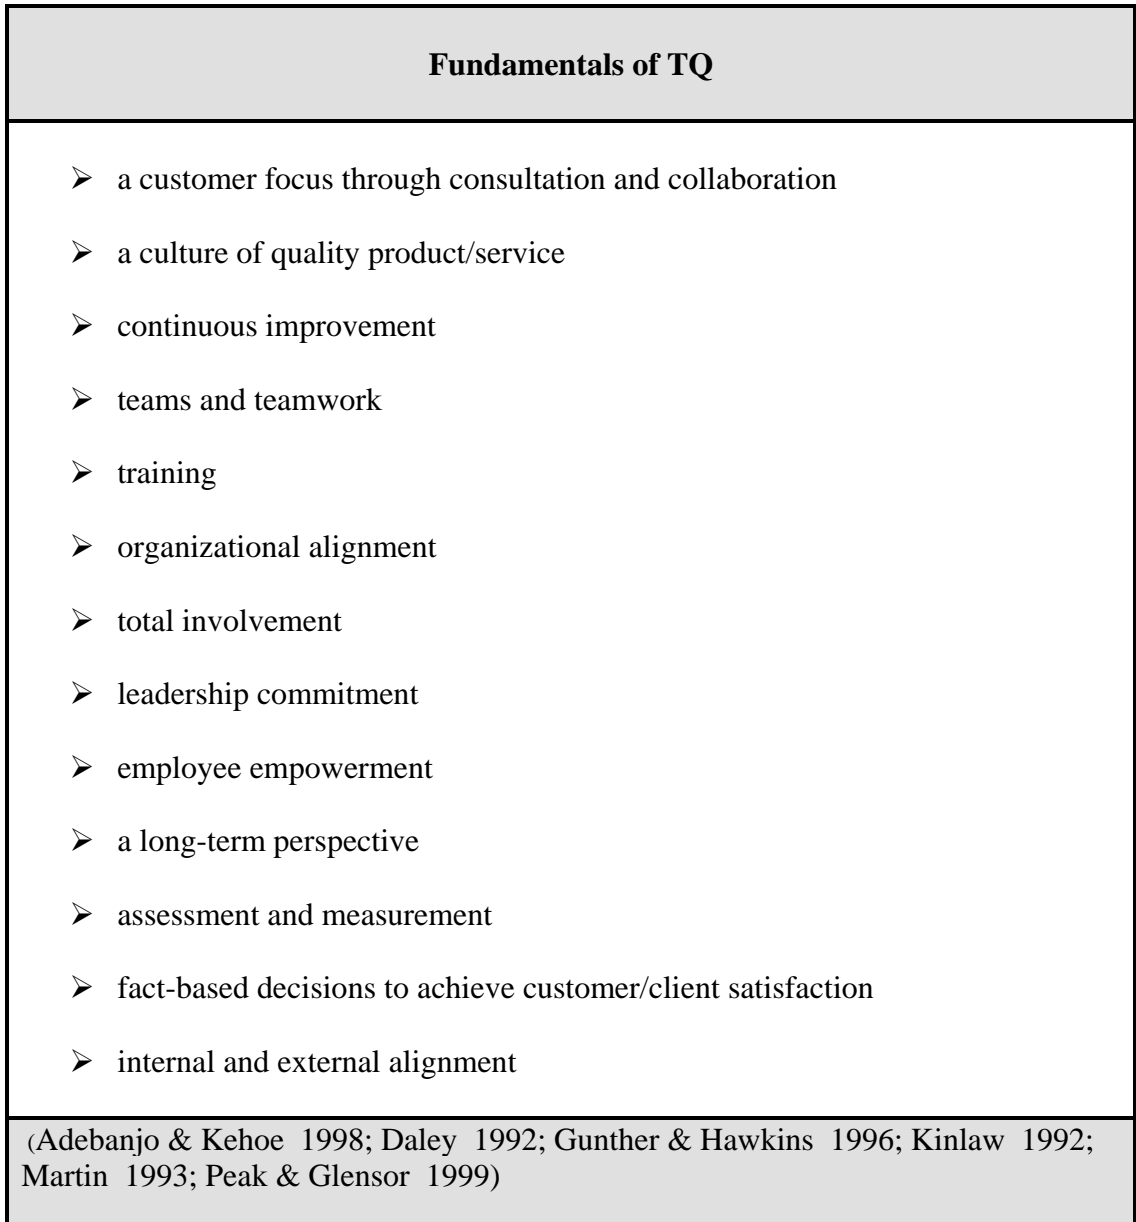 Fundamentals of TQ
➢ a customer focus through consultation and collaboration
➢ a culture of quality product/service
➢ continuous improvement
➢ teams and teamwork
➢ training
➢ organizational alignment
➢ total involvement
➢ leadership commitment
➢ employee empowerment
➢ a long-term perspective
➢ assessment and measurement
➢ fact-based decisions to achieve customer/client satisfaction
➢ internal and external alignment
(Adebanjo & Kehoe 1998; Daley 1992; Gunther & Hawkins 1996; Kinlaw 1992;
Martin 1993; Peak & Glensor 1999)